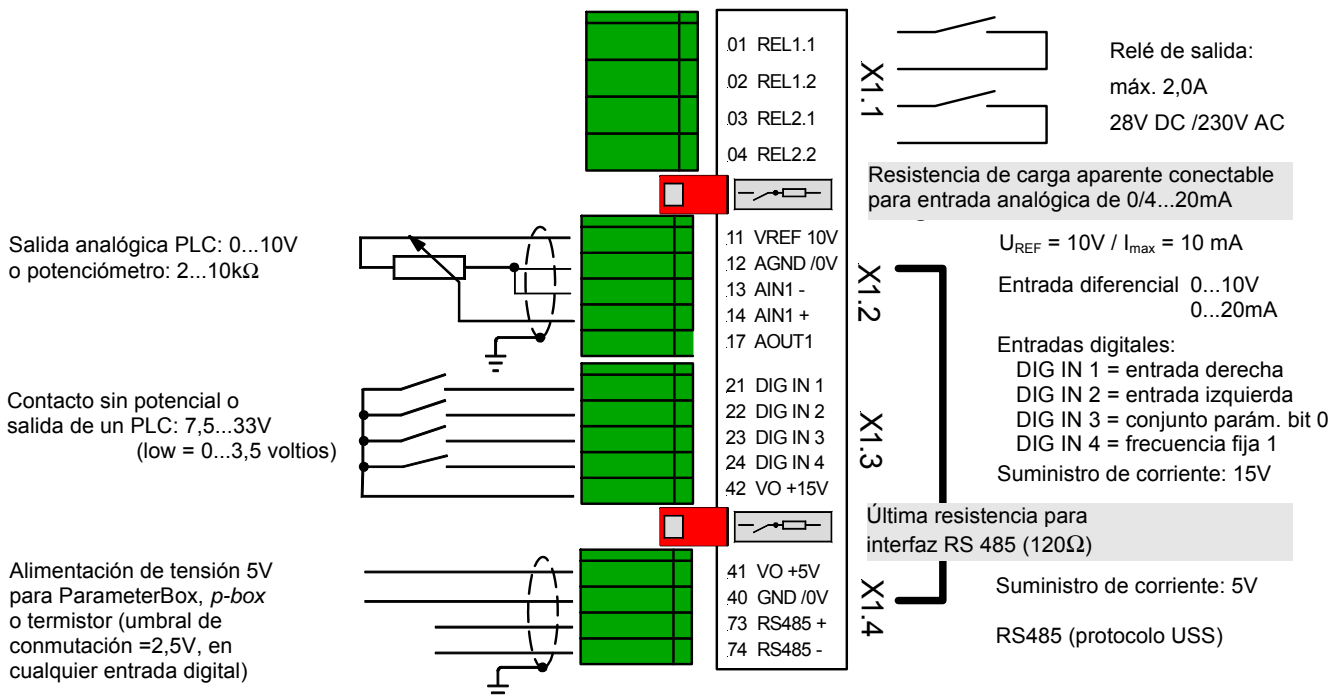 01 REL1.1
02 REL1.2
03 REL2.1
04 REL2.2
X1.1
Relé de salida:
máx. 2,0A
28V DC /230V AC
Resistencia de carga aparente conectable
para entrada analógica de 0/4...20mA
Salida analógica PLC: 0...10V
o potenciómetro: 2...10kΩ
11 VREF 10V
12 AGND /0V
13 AIN1 -
14 AIN1 +
17 AOUT1
X1.2
UREF = 10V / Imax = 10 mA
Entrada diferencial 0...10V
0...20mA
Entradas digitales:
DIG IN 1 = entrada derecha
DIG IN 2 = entrada izquierda
DIG IN 3 = conjunto parám. bit 0
DIG IN 4 = frecuencia fija 1
Suministro de corriente: 15V
Contacto sin potencial o
salida de un PLC: 7,5...33V
(low = 0...3,5 voltios)
21 DIG IN 1
22 DIG IN 2
23 DIG IN 3
24 DIG IN 4
42 VO +15V
X1.3
Última resistencia para
interfaz RS 485 (120Ω)
Alimentación de tensión 5V
para ParameterBox, p-box
o termistor (umbral de
conmutación =2,5V, en
cualquier entrada digital)
41 VO +5V
40 GND /0V
73 RS485 +
74 RS485 -
X1.4
Suministro de corriente: 5V
RS485 (protocolo USS)